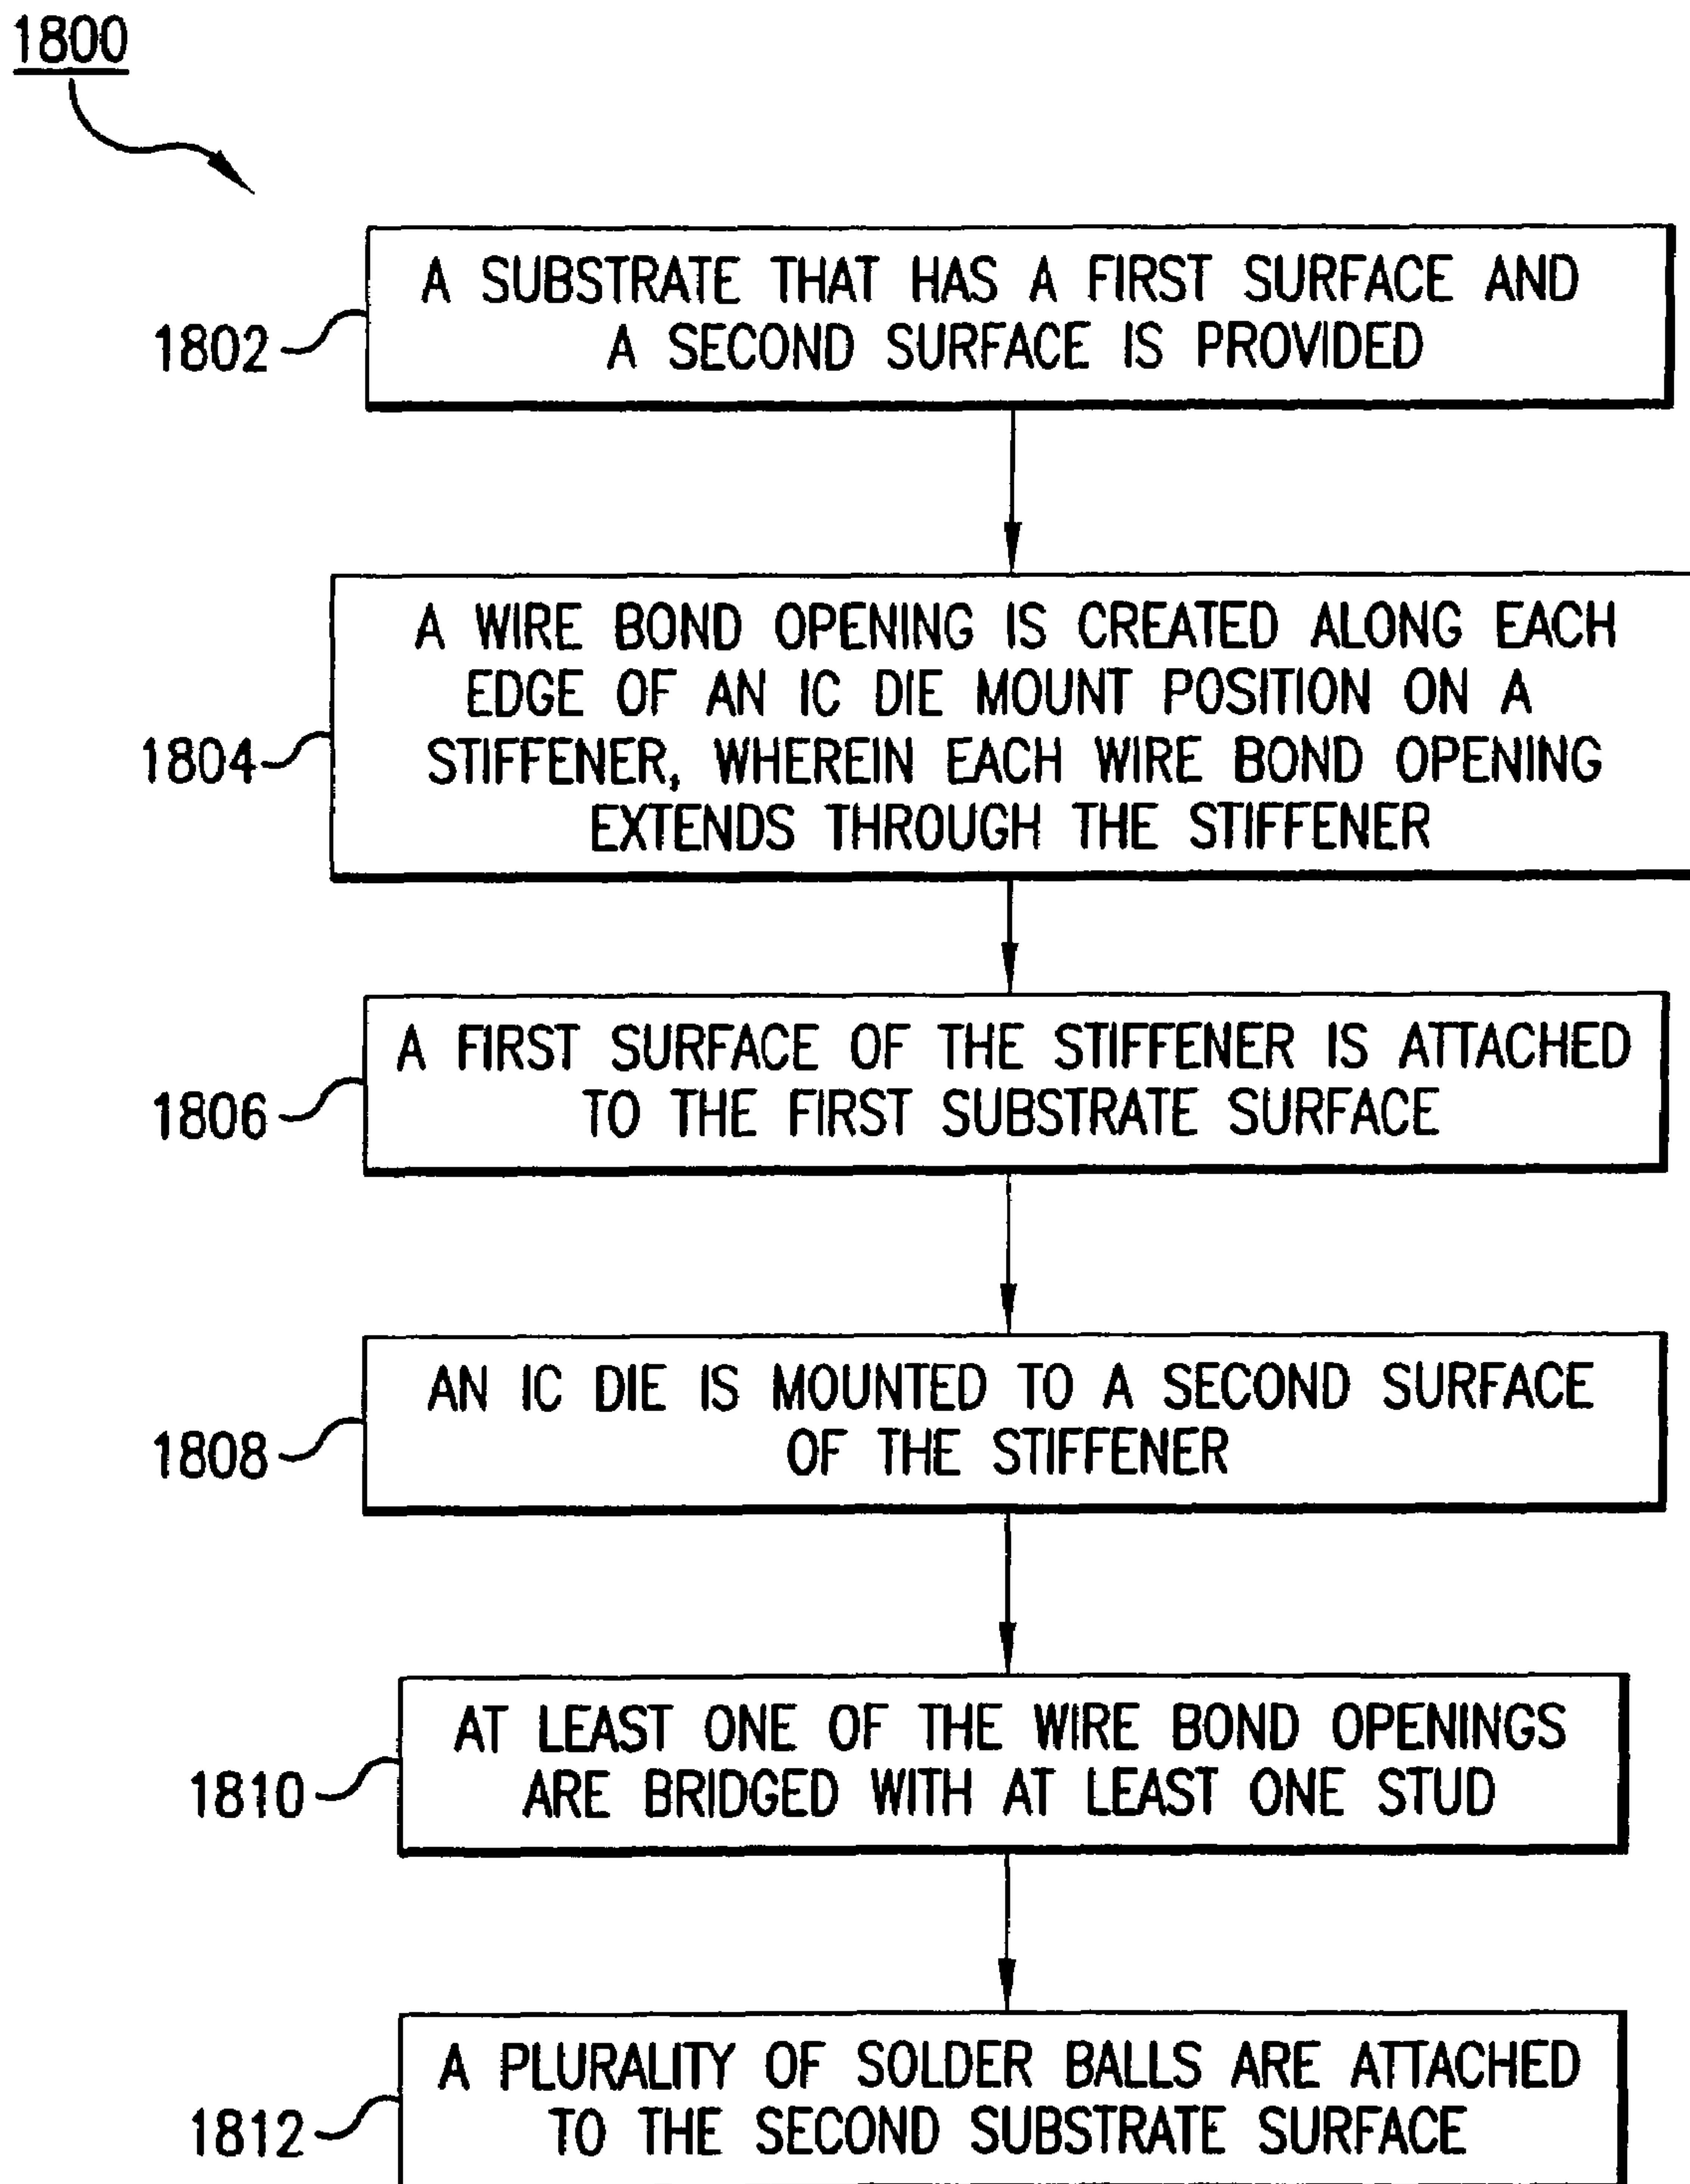 1800
A SUBSTRATE THAT HAS A FIRST SURFACE AND
A SECOND SURFACE IS PROVIDED
1802
A WIRE BOND OPENING IS CREATED ALONG EACH
EDGE OF AN IC DIE MOUNT POSITION ON A
STIFFENER, WHEREIN EACH WIRE BOND OPENING
EXTENDS THROUGH THE STIFFENER
1804
A FIRST SURFACE OF THE STIFFENER IS ATTACHED
TO THE FIRST SUBSTRATE SURFACE
1806
AN IC DIE IS MOUNTED TO A SECOND SURFACE
OF THE STIFFENER
1808
AT LEAST ONE OF THE WIRE BOND OPENINGS
ARE BRIDGED WITH AT LEAST ONE STUD
1810
A PLURALITY OF SOLDER BALLS ARE ATTACHED
TO THE SECOND SUBSTRATE SURFACE
1812